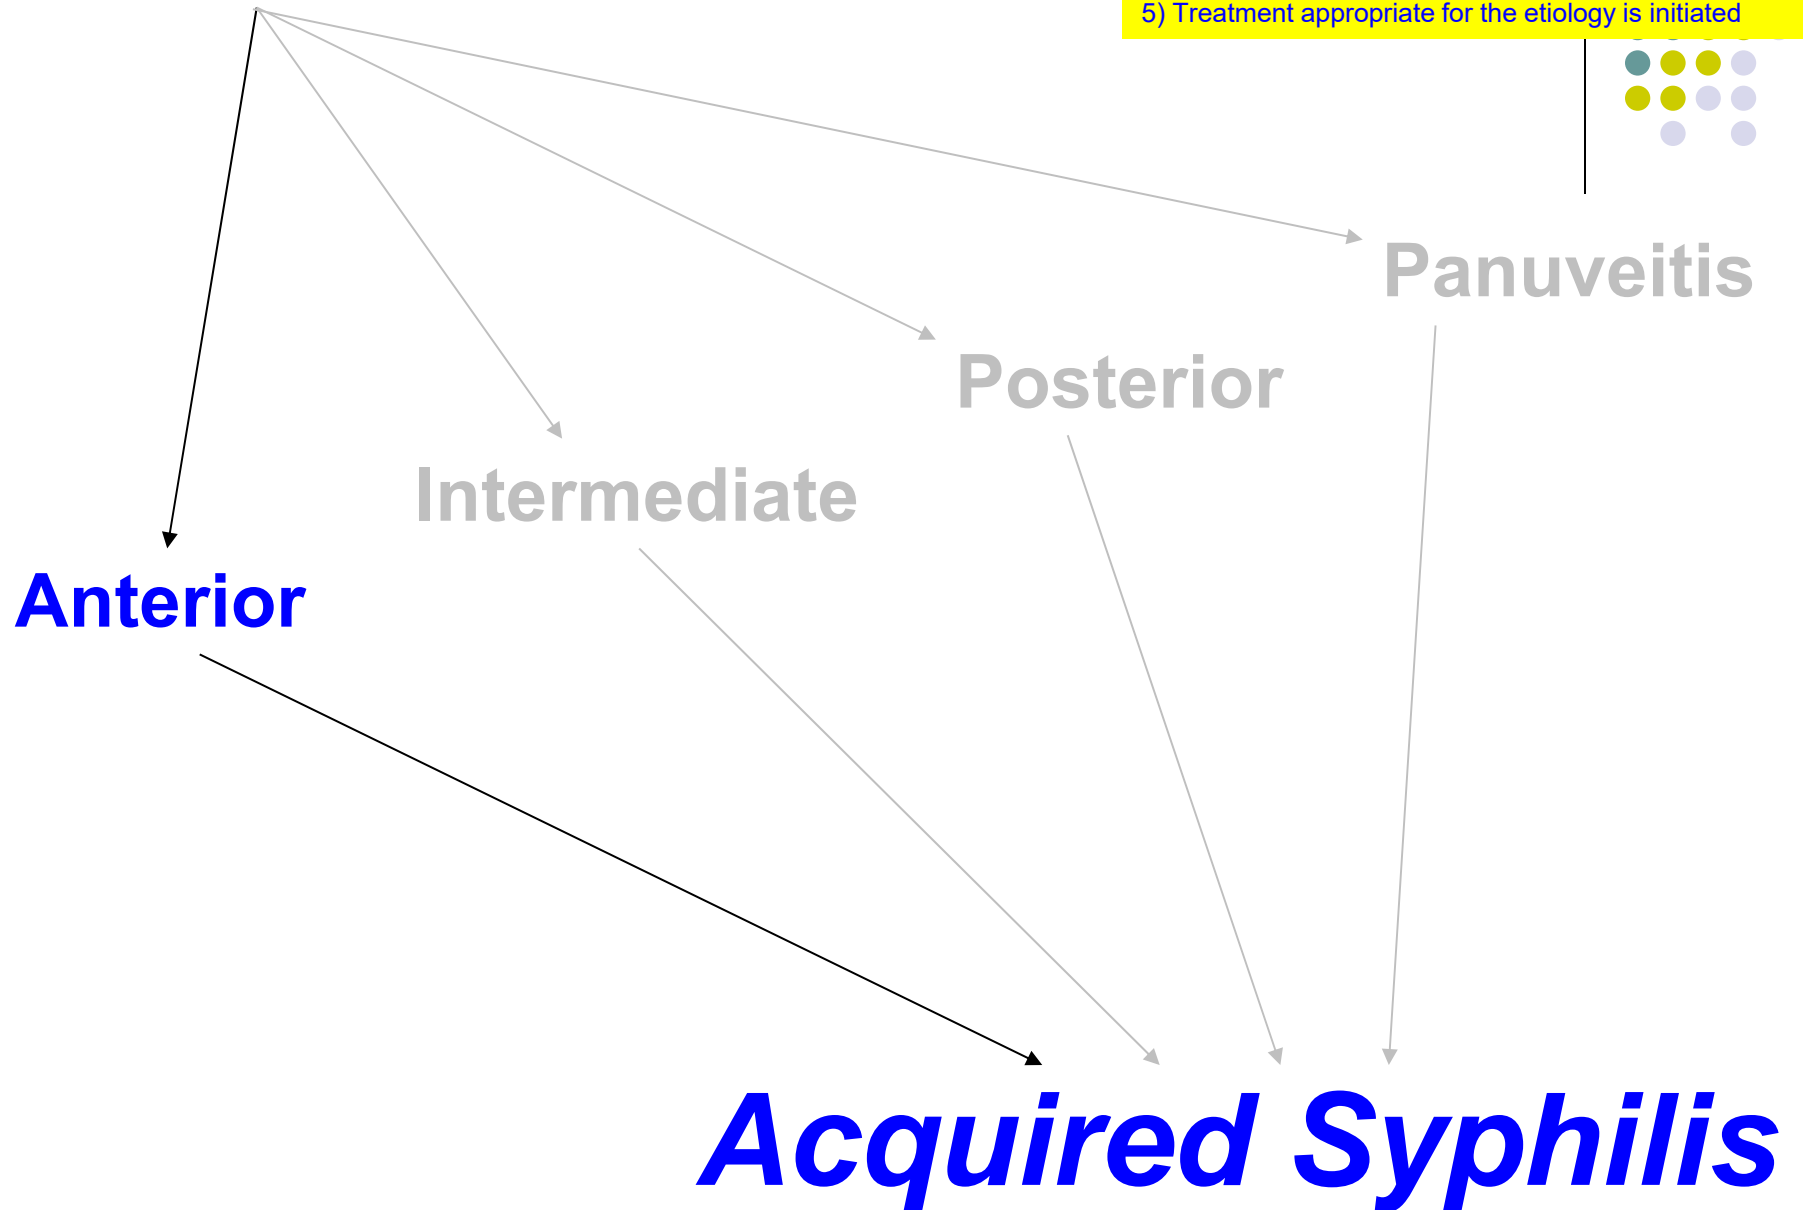 5) Treatment appropriate for the etiology is initiated
Panuveitis
Posterior
Intermediate
Anterior
Acquired Syphilis